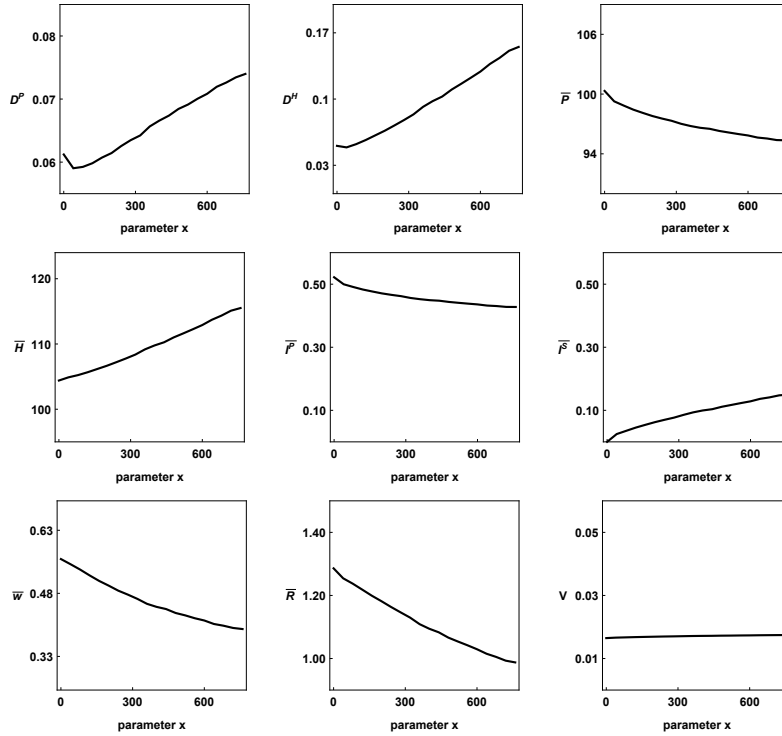 0.08
0.07
0.06
D^P
0 300 600
parameter x
0.17
0.1
0.03
D^H
0 300 600
parameter x
106
100
94
P̅
0 300 600
parameter x
120
110
100
H̅
0 300 600
parameter x
0.50
0.30
0.10
I̅^P̅
0 300 600
parameter x
0.50
0.30
0.10
I̅^S̅
0 300 600
parameter x
0.63
0.48
0.33
w̅
0 300 600
parameter x
1.40
1.20
1.00
R̅
0 300 600
parameter x
0.05
0.03
0.01
V
0 300 600
parameter x